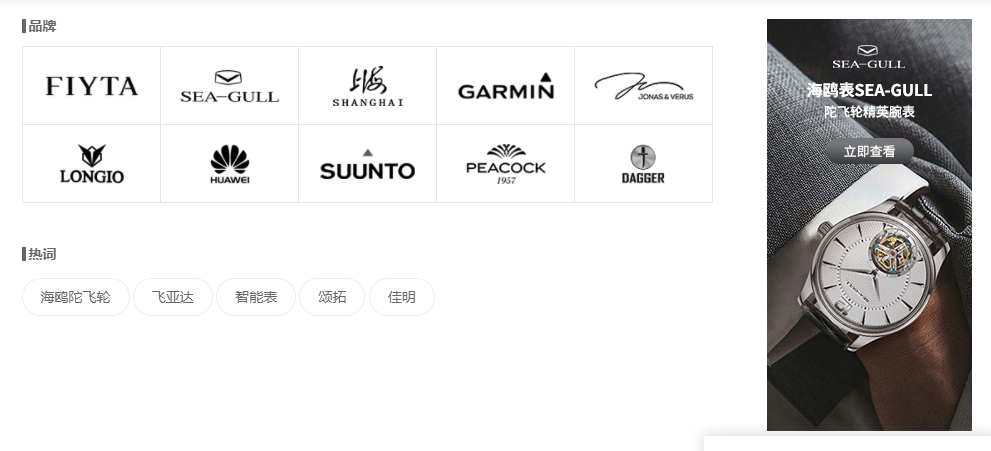 品牌
FIYTA
SEA-GULL
上海
SHANGHAI
GARMIN
JONAS & VERUS
LONGIO
HUAWEI
SUUNTO
PEACOCK
1957
DAGGER
热词
海鸥陀飞轮
飞亚达
智能表
颂拓
佳明
SEA-GULL
海鸥表SEA-GULL
陀飞轮精英腕表
立即查看